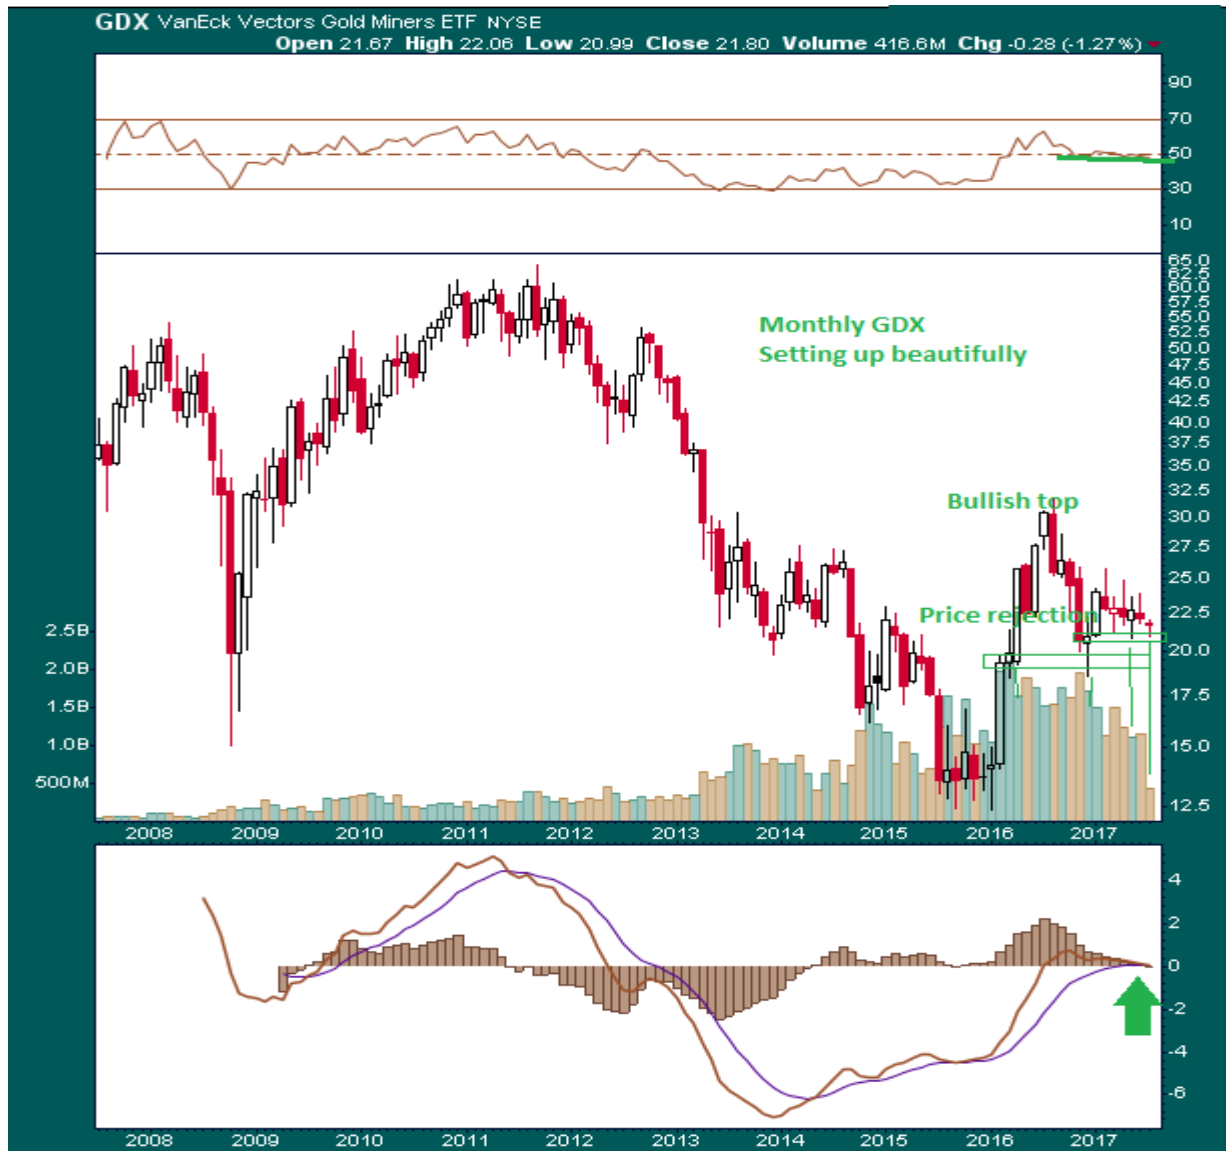 GDX VanEck Vectors Gold Miners ETF NYSE
Open 21.67 High 22.06 Low 20.99 Close 21.80 Volume 416.6M Chg -0.28 (-1.27%)
90
70
50
30
10
65.0
62.5
60.0
57.5
55.0
52.5
50.0
47.5
45.0
42.5
40.0
37.5
35.0
32.5
30.0
27.5
25.0
22.5
20.0
17.5
15.0
12.5
Monthly GDX
Setting up beautifully
Bullish top
Price rejection
2.5B
2.0B
1.5B
1.0B
500M
2008 2009 2010 2011 2012 2013 2014 2015 2016 2017
4
2
0
-2
-4
-6
2008 2009 2010 2011 2012 2013 2014 2015 2016 2017